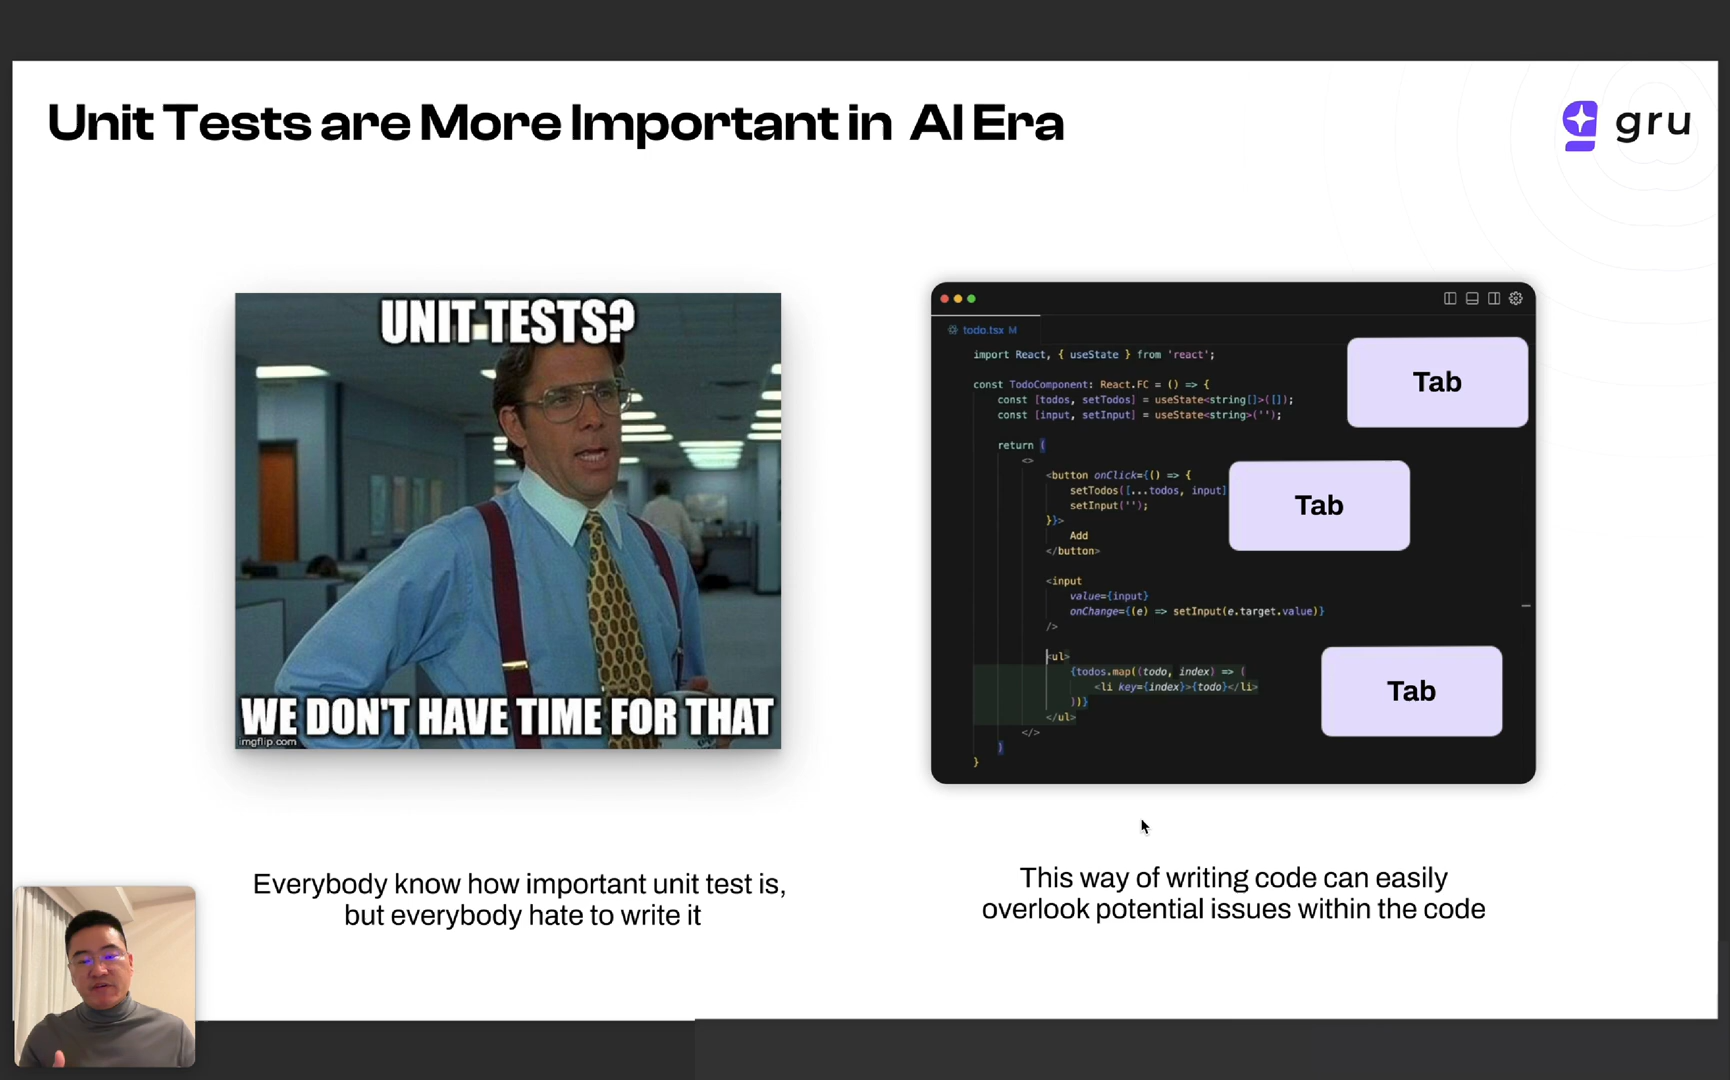 Unit Tests are More Important in AI Era
gru
UNIT TESTS?
WE DON'T HAVE TIME FOR THAT
imgflip.com
Everybody know how important unit test is,
but everybody hate to write it
todo.tsx M
import React, { useState } from 'react';
const TodoComponent: React.FC = () => {
const [todos, setTodos] = useState<string[]>([]);
const [input, setInput] = useState<string>('');
return (
<>
<button onClick={() => {
setTodos([...todos, input]
setInput('');
}}>
Add
</button>
<input
value={input}
onChange={(e) => setInput(e.target.value)}
/>
<ul>
{todos.map((todo, index) => (
<li key={index}>{todo}</li>
))}
</ul>
</>
)
}
Tab
Tab
Tab
This way of writing code can easily
overlook potential issues within the code